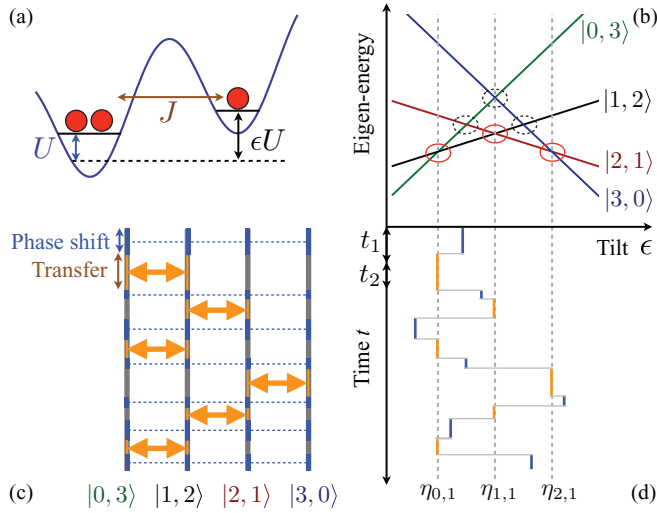 (a)
U
J
ϵU
(b)
Eigen-energy
|0, 3⟩
|1, 2⟩
|2, 1⟩
|3, 0⟩
Tilt ϵ
Phase shift
Transfer
t₁
t₂
Time t
(c)
|0, 3⟩ |1, 2⟩ |2, 1⟩ |3, 0⟩
η₀,₁ η₁,₁ η₂,₁
(d)